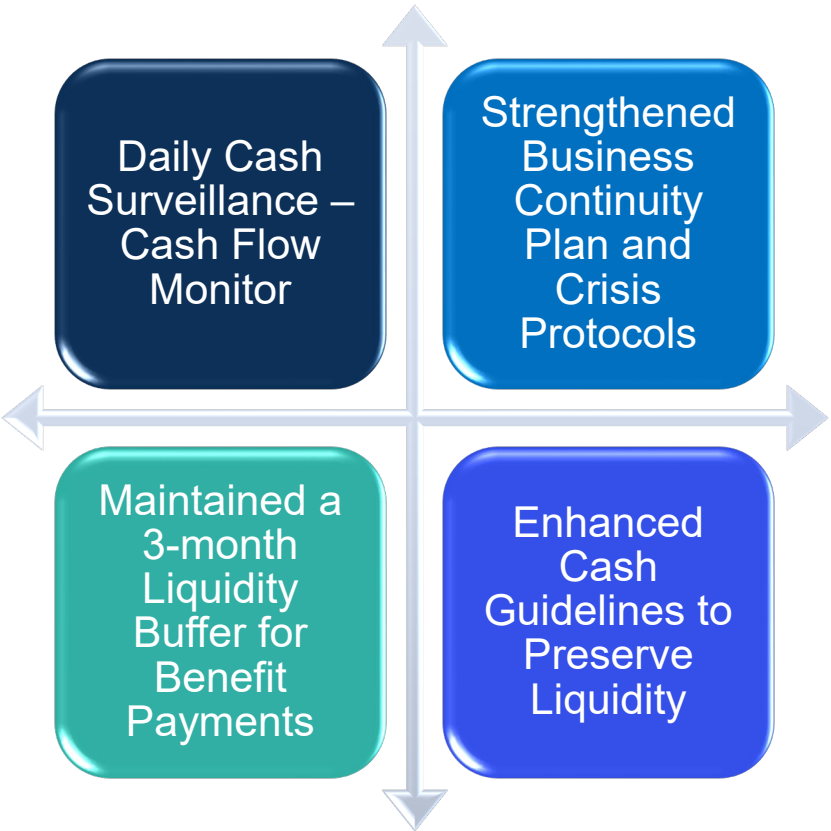 Daily Cash
Surveillance –
Cash Flow
Monitor
Strengthened
Business
Continuity
Plan and
Crisis
Protocols
Maintained a
3-month
Liquidity
Buffer for
Benefit
Payments
Enhanced
Cash
Guidelines to
Preserve
Liquidity